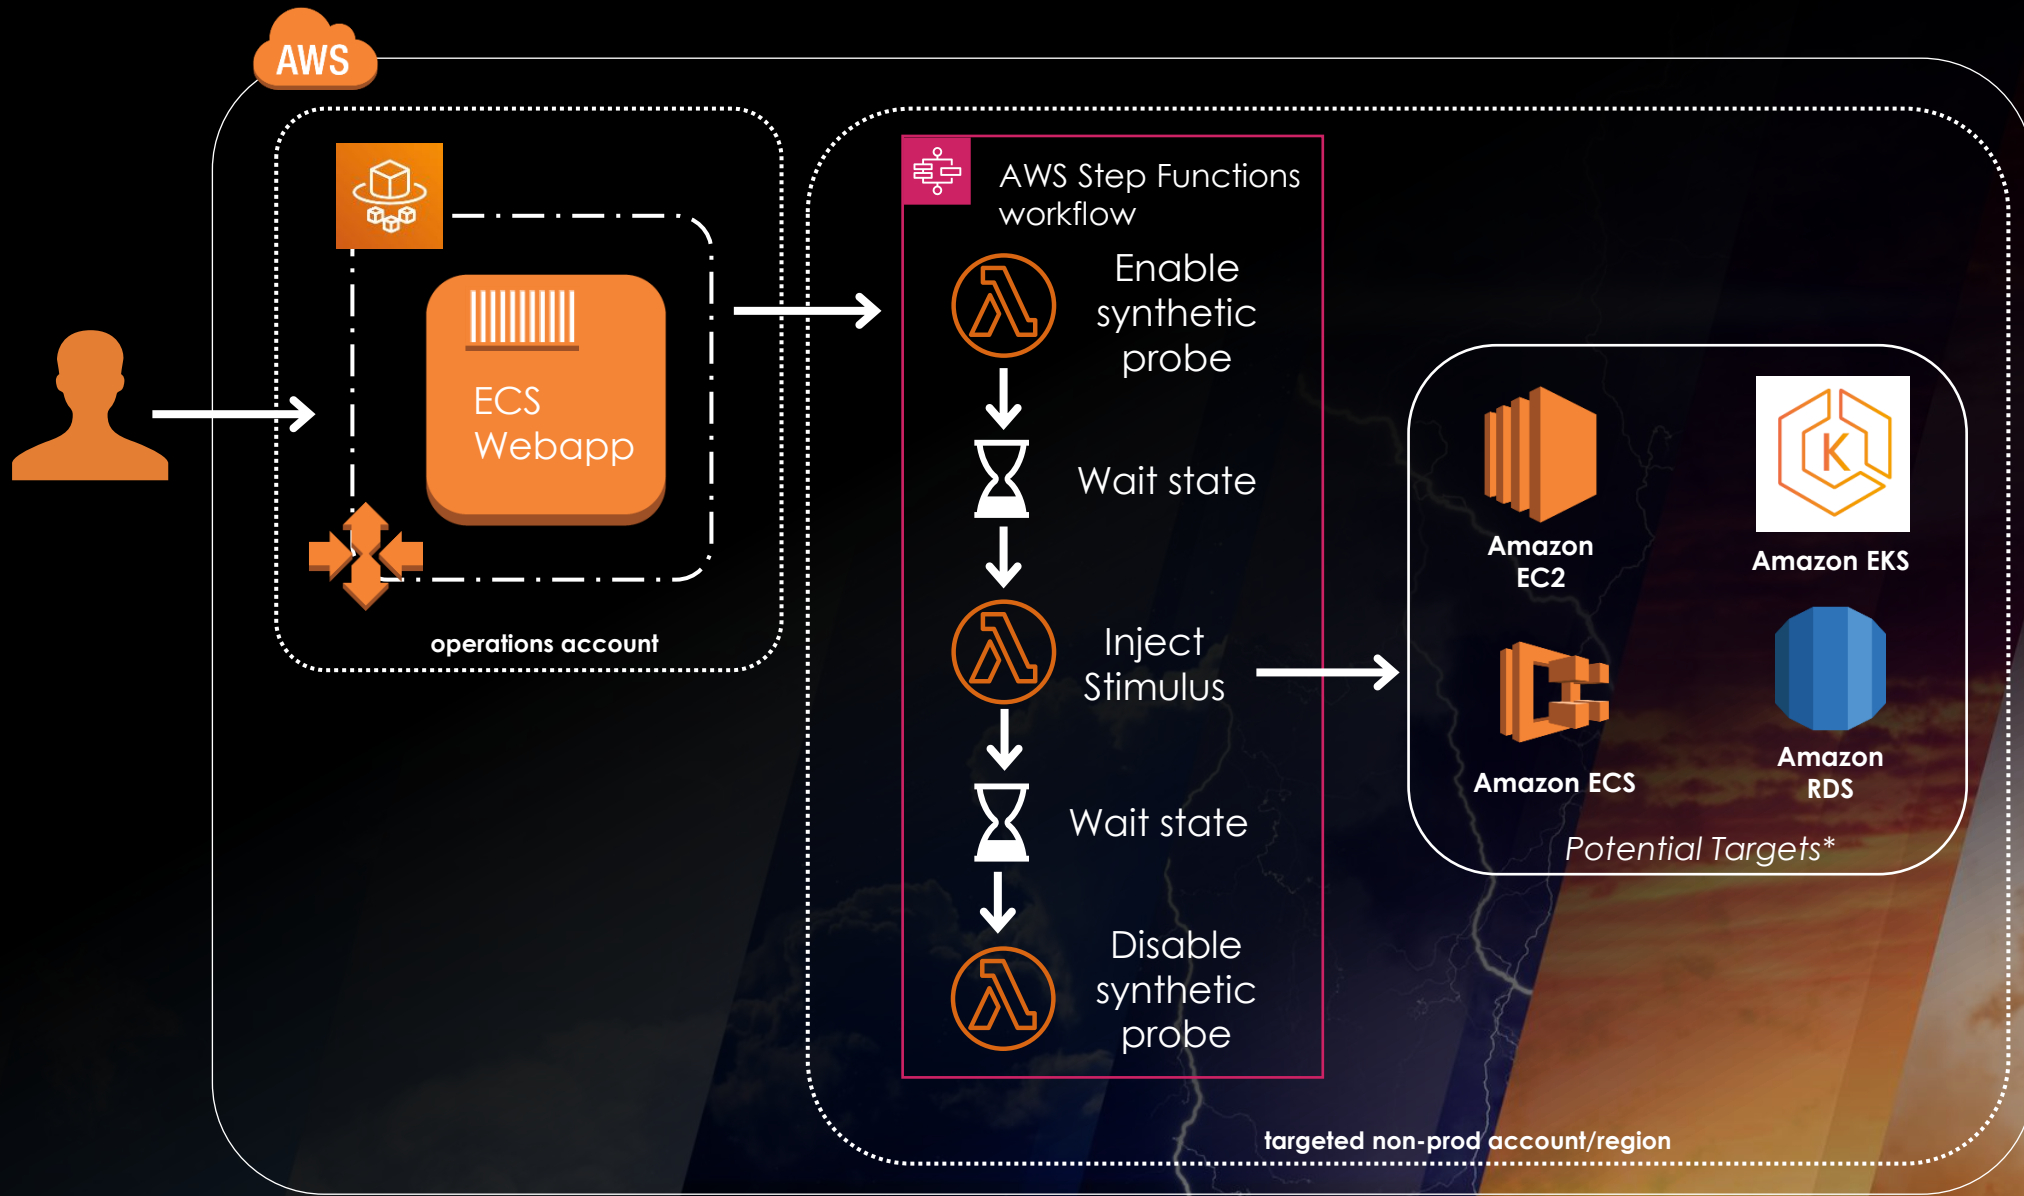 AWS
ECS
Webapp
operations account
AWS Step Functions
workflow
Enable
synthetic
probe
Wait state
Inject
Stimulus
Wait state
Disable
synthetic
probe
Amazon
EC2
K
Amazon EKS
Amazon ECS
Amazon
RDS
Potential Targets*
targeted non-prod account/region